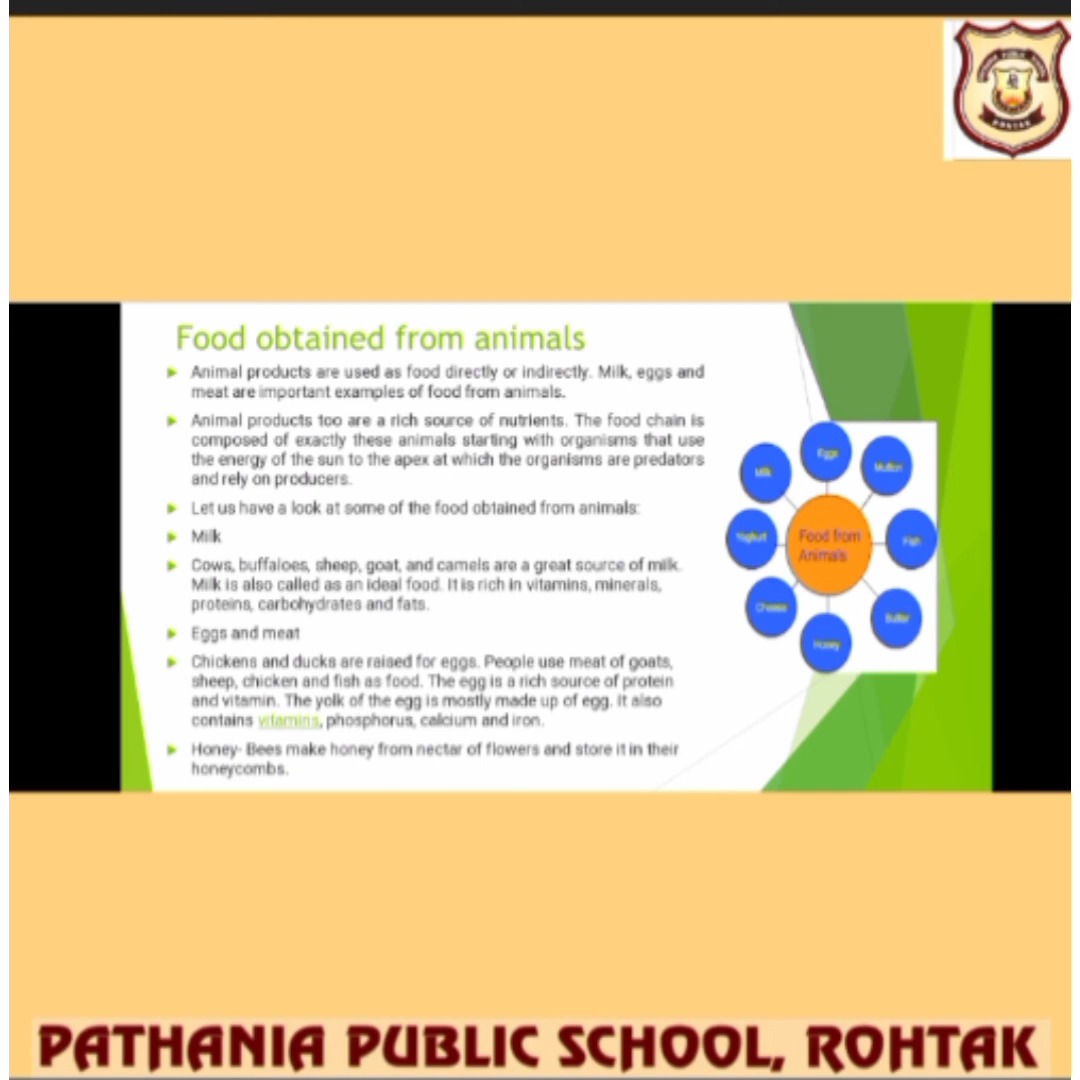 Food obtained from animals
Animal products are used as food directly or indirectly. Milk, eggs and
meat are important examples of food from animals.
Animal products too are a rich source of nutrients. The food chain is
composed of exactly these animals starting with organisms that use
the energy of the sun to the apex at which the organisms are predators
and rely on producers.
Let us have a look at some of the food obtained from animals:
Milk
Cows, buffaloes, sheep, goat, and camels are a great source of milk.
Milk is also called as an ideal food. It is rich in vitamins, minerals,
proteins, carbohydrates and fats.
Eggs and meat
Chickens and ducks are raised for eggs. People use meat of goats,
sheep, chicken and fish as food. The egg is a rich source of protein
and vitamin. The yolk of the egg is mostly made up of egg. It also
contains vitamins, phosphorus, calcium and iron.
Honey- Bees make honey from nectar of flowers and store it in their
honeycombs.
Eggs
Mutton
Fish
Butter
Honey
Cheese
Yoghurt
Milk
Food from
Animals
PATHANIA PUBLIC SCHOOL, ROHTAK
ROHTAK